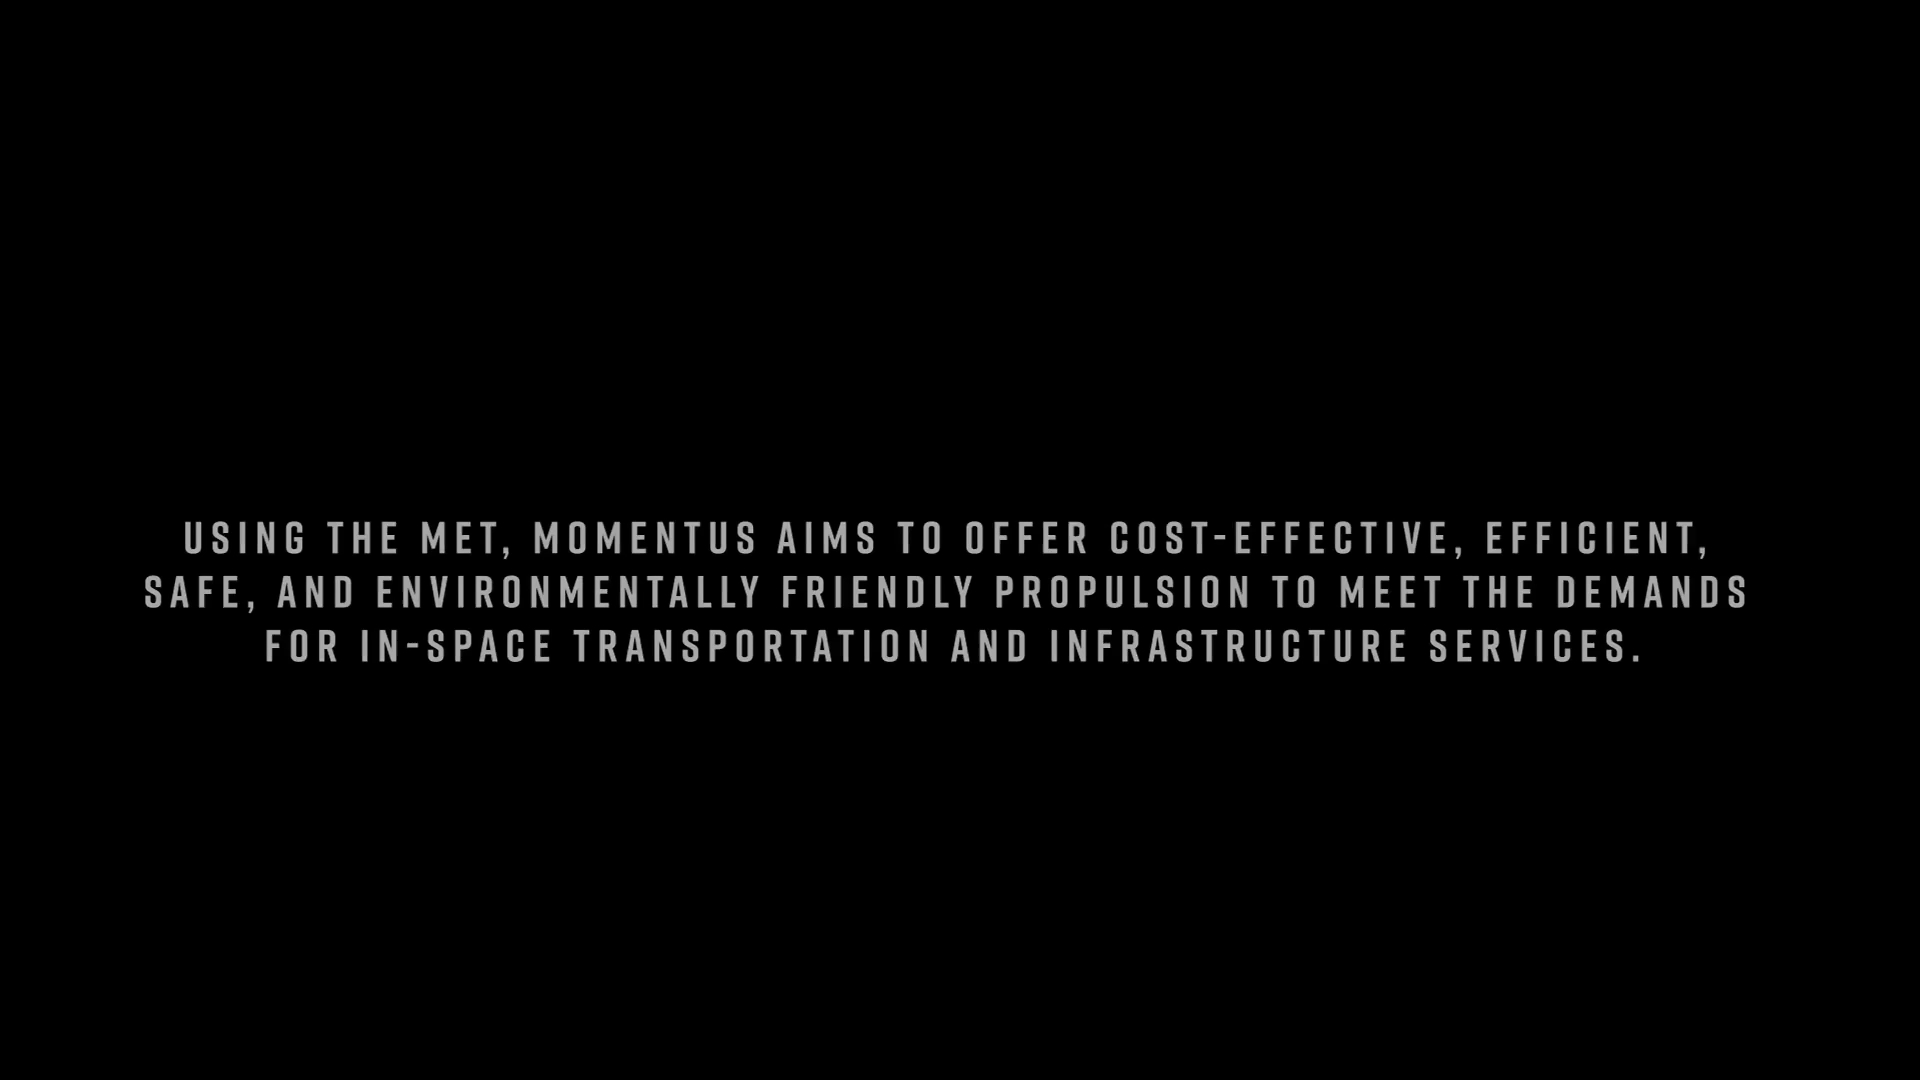 USING THE MET, MOMENTUS AIMS TO OFFER COST-EFFECTIVE, EFFICIENT,
SAFE, AND ENVIRONMENTALLY FRIENDLY PROPULSION TO MEET THE DEMANDS
FOR IN-SPACE TRANSPORTATION AND INFRASTRUCTURE SERVICES.